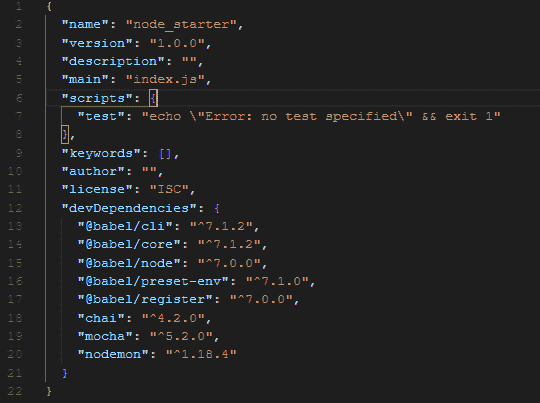 1 {
2 "name": "node_starter",
3 "version": "1.0.0",
4 "description": "",
5 "main": "index.js",
6 "scripts": {
7 "test": "echo \"Error: no test specified\" && exit 1"
8 },
9 "keywords": [],
10 "author": "",
11 "license": "ISC",
12 "devDependencies": {
13 "@babel/cli": "^7.1.2",
14 "@babel/core": "^7.1.2",
15 "@babel/node": "^7.0.0",
16 "@babel/preset-env": "^7.1.0",
17 "@babel/register": "^7.0.0",
18 "chai": "^4.2.0",
19 "mocha": "^5.2.0",
20 "nodemon": "^1.18.4"
21 }
22 }